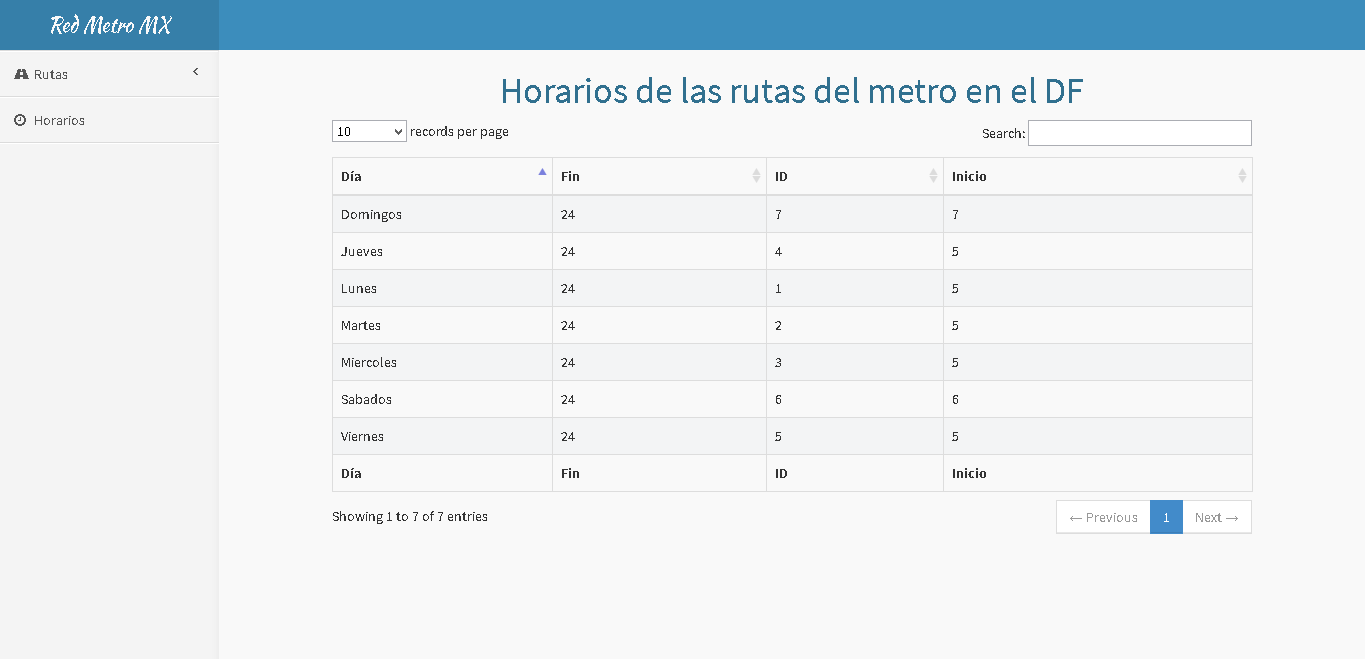 Red Metro MX
Rutas
Horarios
Horarios de las rutas del metro en el DF
10 records per page Search:
Día Fin ID Inicio
Domingos 24 7 7
Jueves 24 4 5
Lunes 24 1 5
Martes 24 2 5
Miercoles 24 3 5
Sabados 24 6 6
Viernes 24 5 5
Día Fin ID Inicio
Showing 1 to 7 of 7 entries ← Previous 1 Next →